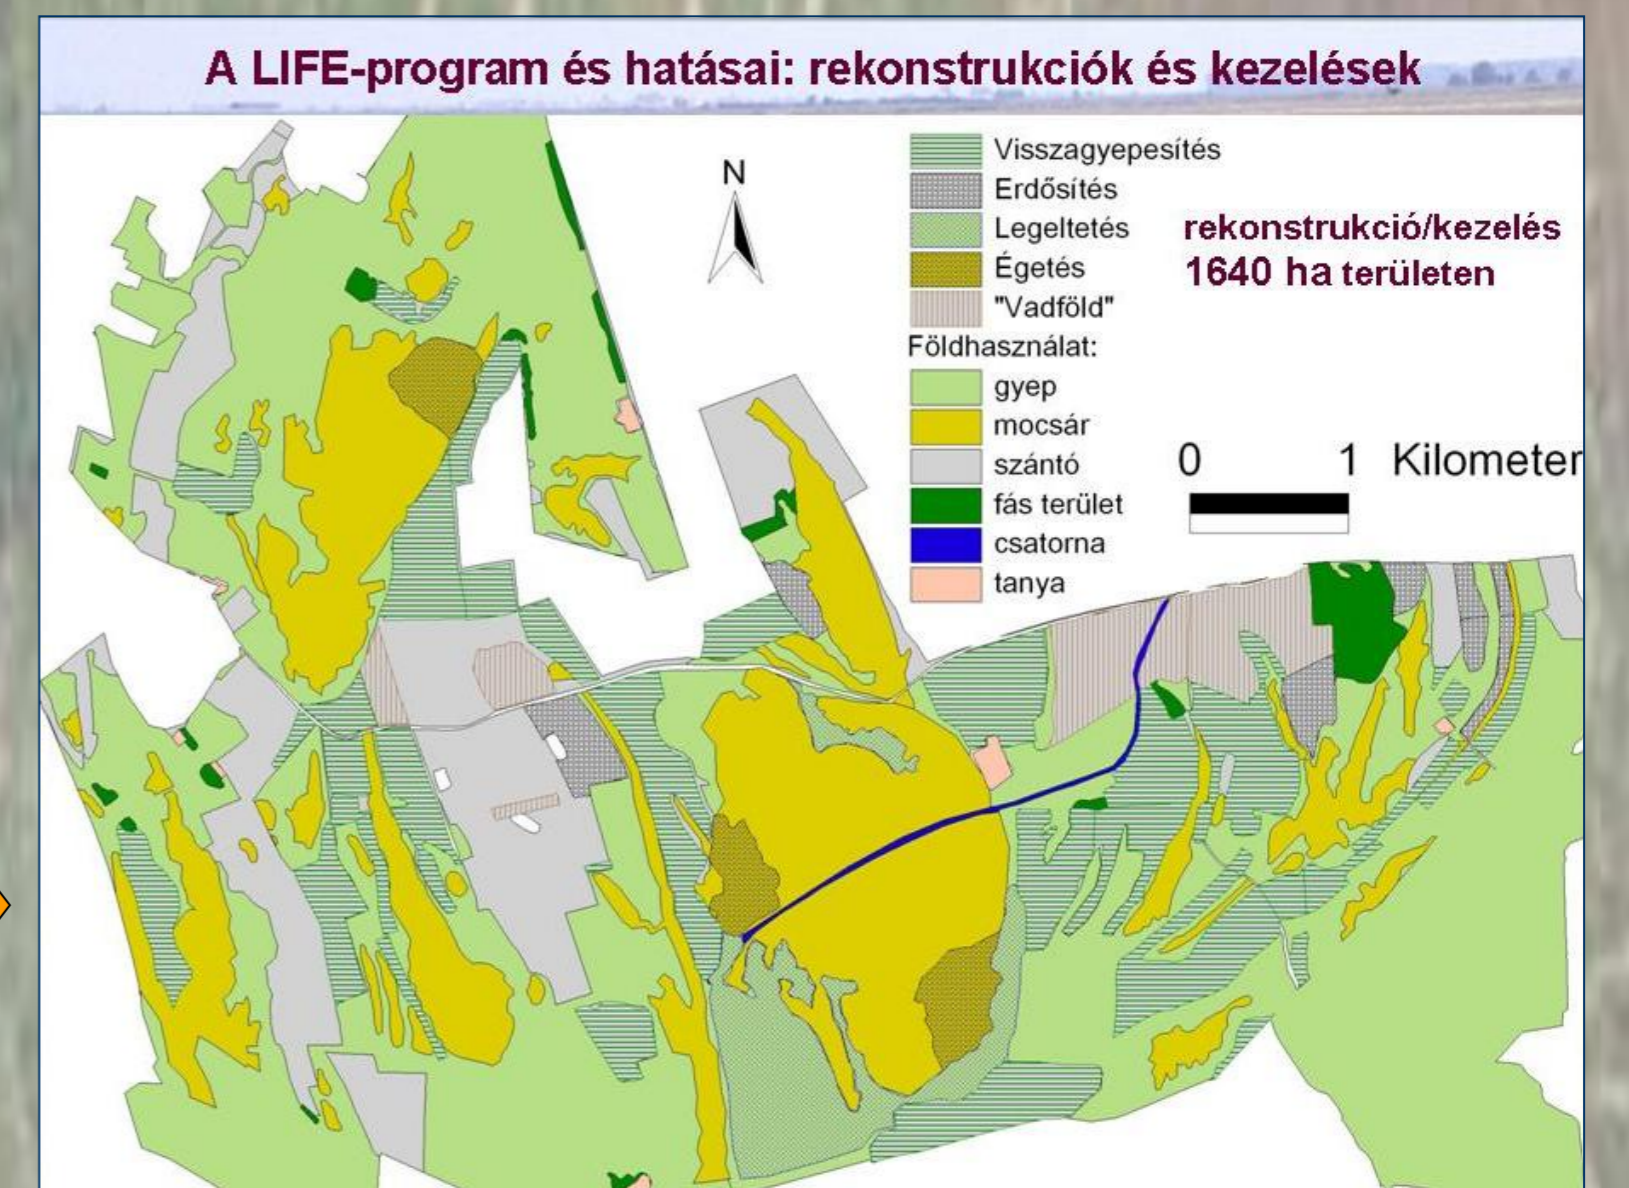 A LIFE-program és hatásai: rekonstrukciók és kezelések
N
Visszagyepesítés
Erdősítés
Legeltetés
Égetés
"Vadföld"
Földhasználat:
gyep
mocsár
szántó
fás terület
csatorna
tanya
rekonstrukció/kezelés
1640 ha területen
0 1 Kilometer